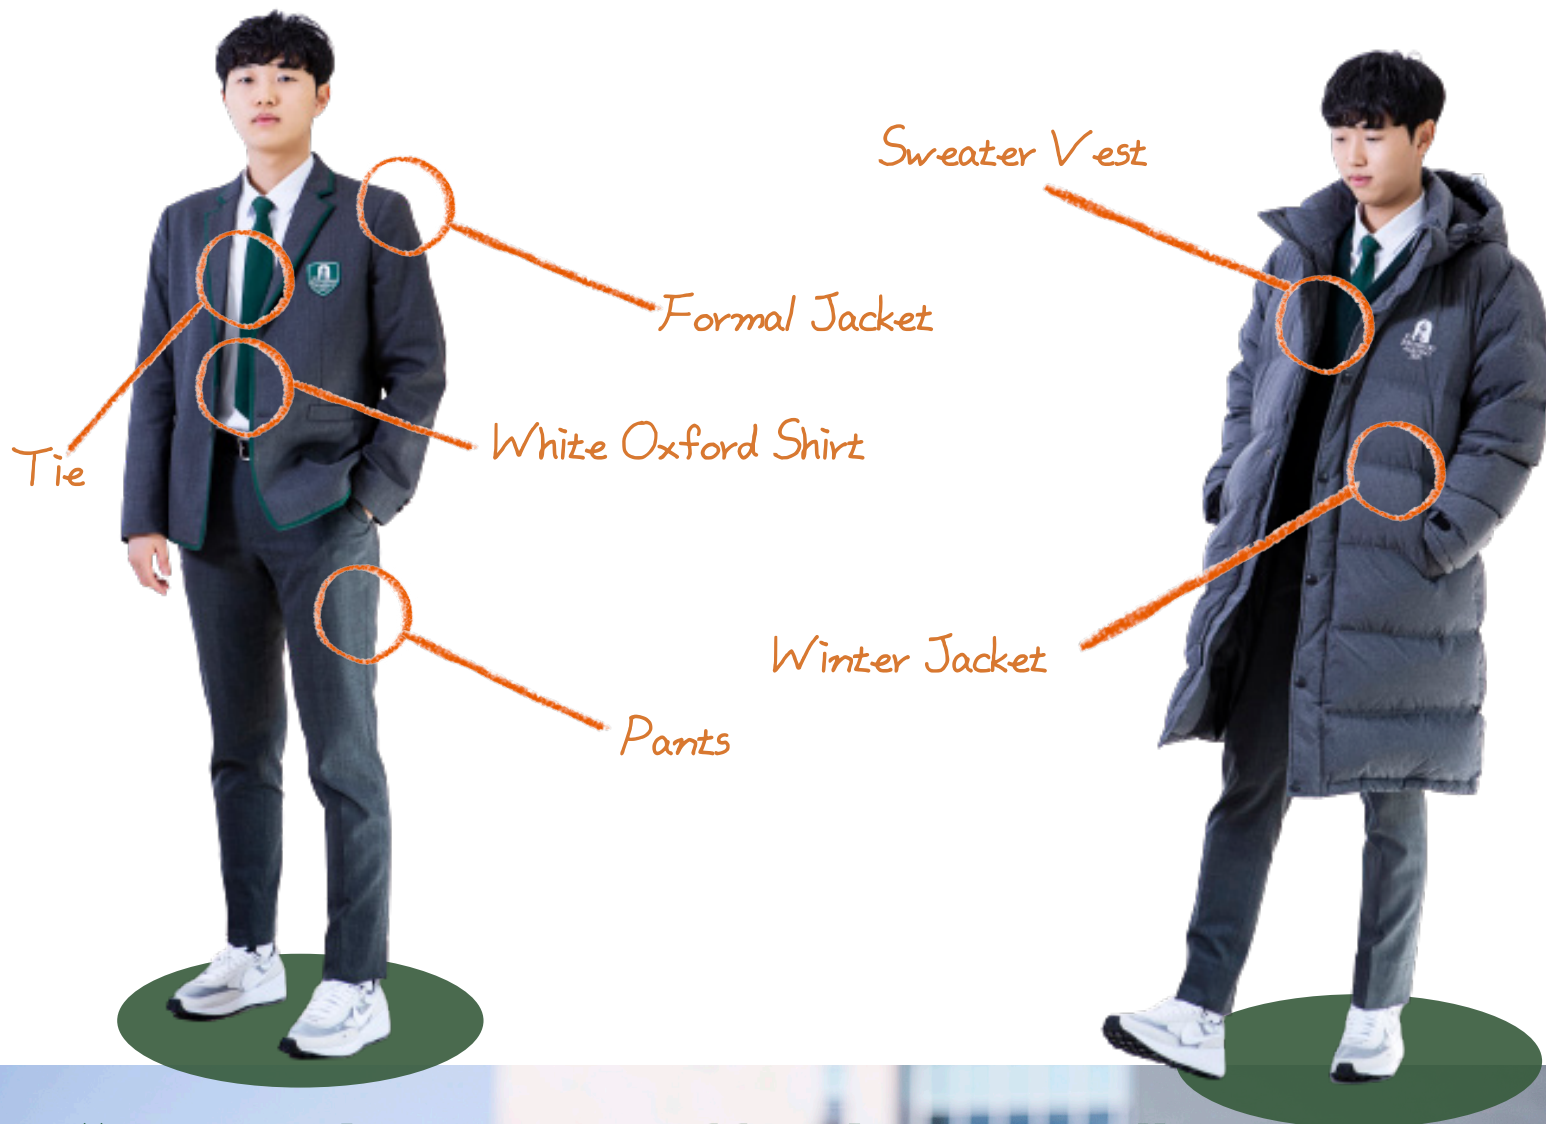 Sweater Vest
Formal Jacket
White Oxford Shirt
Tie
Winter Jacket
Pants